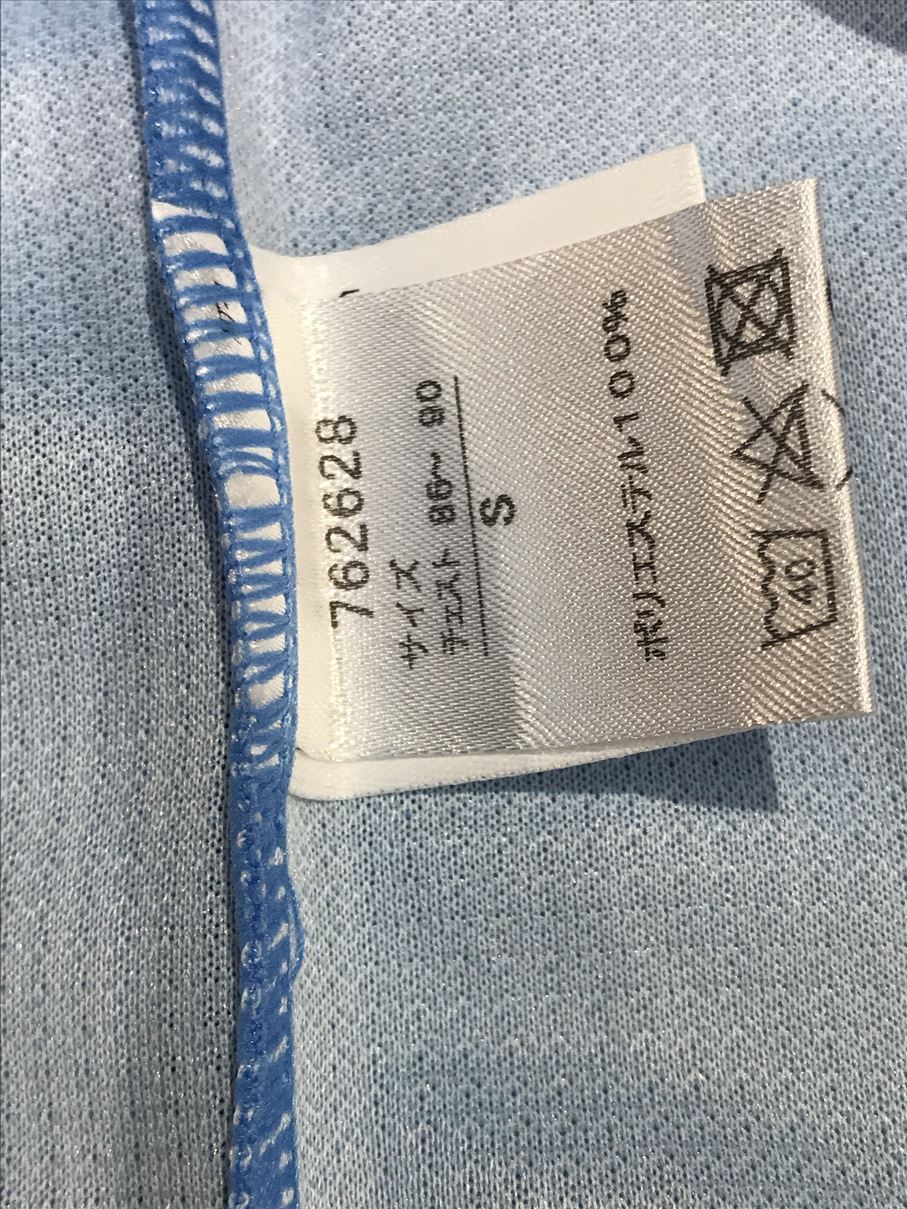 762628
サイズ
チェスト 86～ 90
S
ポリエステル100%
40